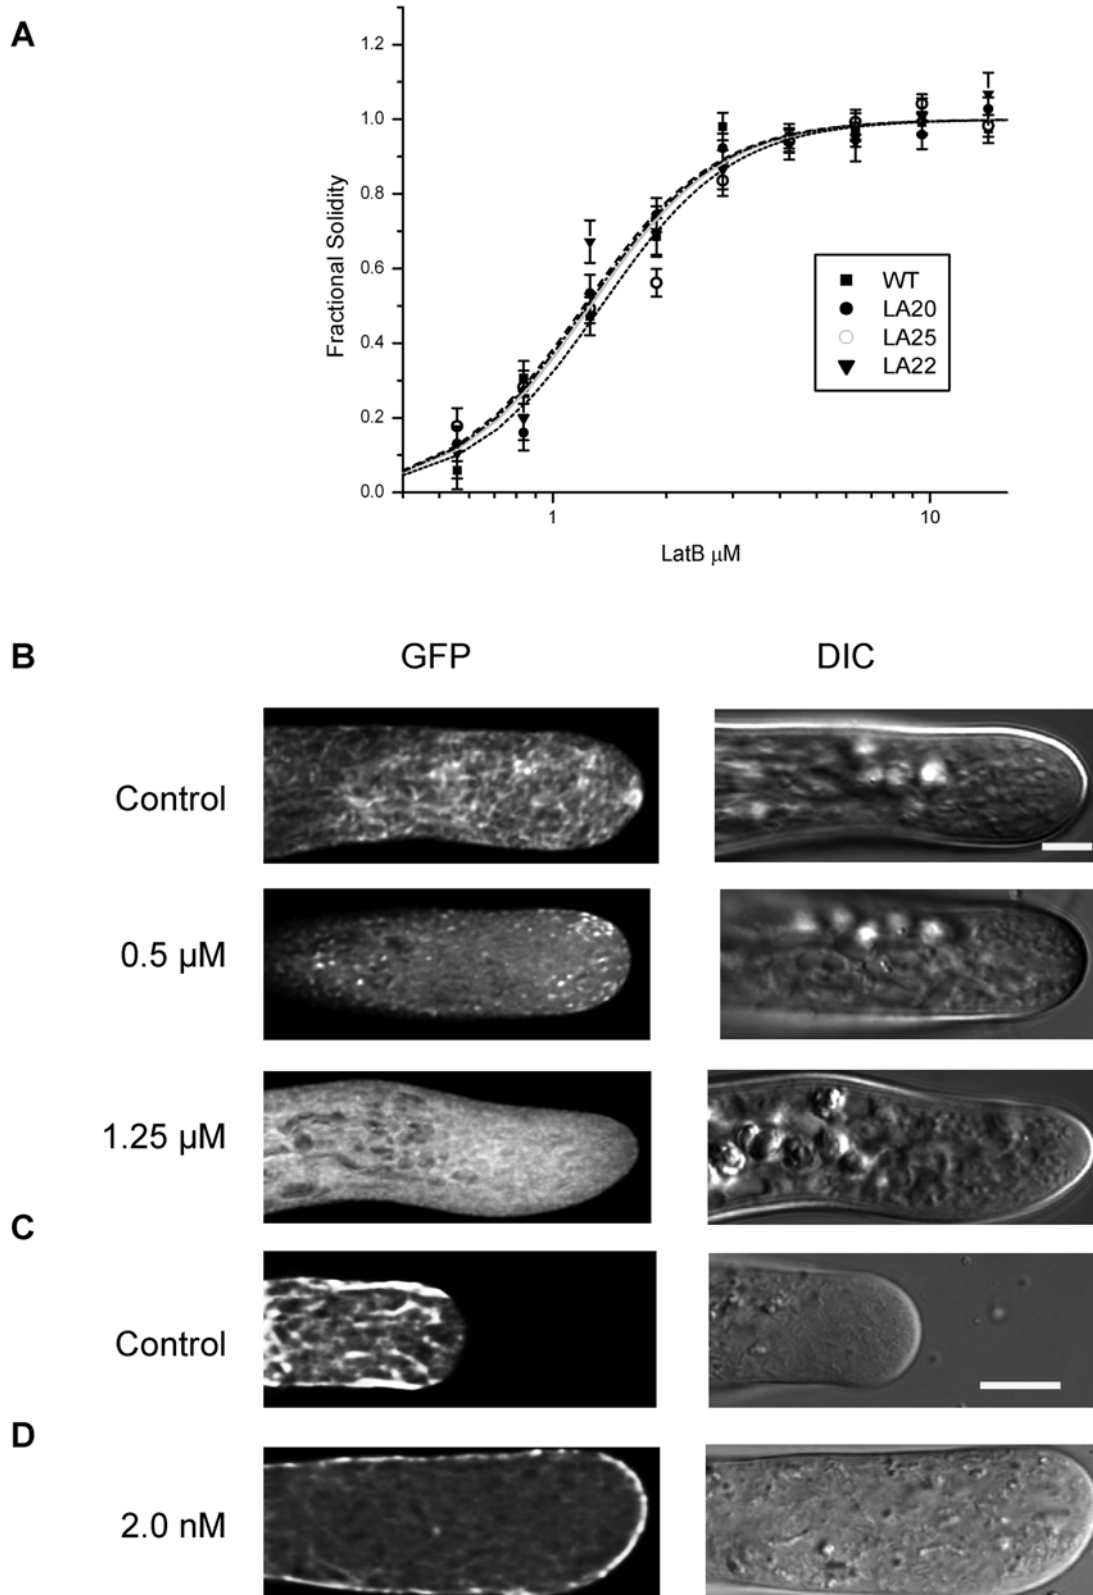 A
1.2
1.0
0.8
0.6
0.4
0.2
0.0
Fractional Solidity
1
10
LatB μM
WT
LA20
LA25
LA22
B
GFP
DIC
Control
0.5 μM
1.25 μM
C
Control
D
2.0 nM